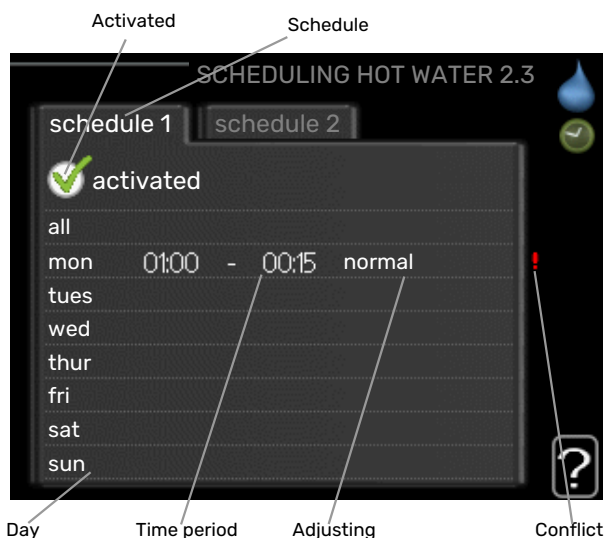 Activated
Schedule
SCHEDULING HOT WATER 2.3
schedule 1 schedule 2
activated
all
mon 01:00 - 00:15 normal !
tues
wed
thur
fri
sat
sun
?
Day Time period Adjusting Conflict